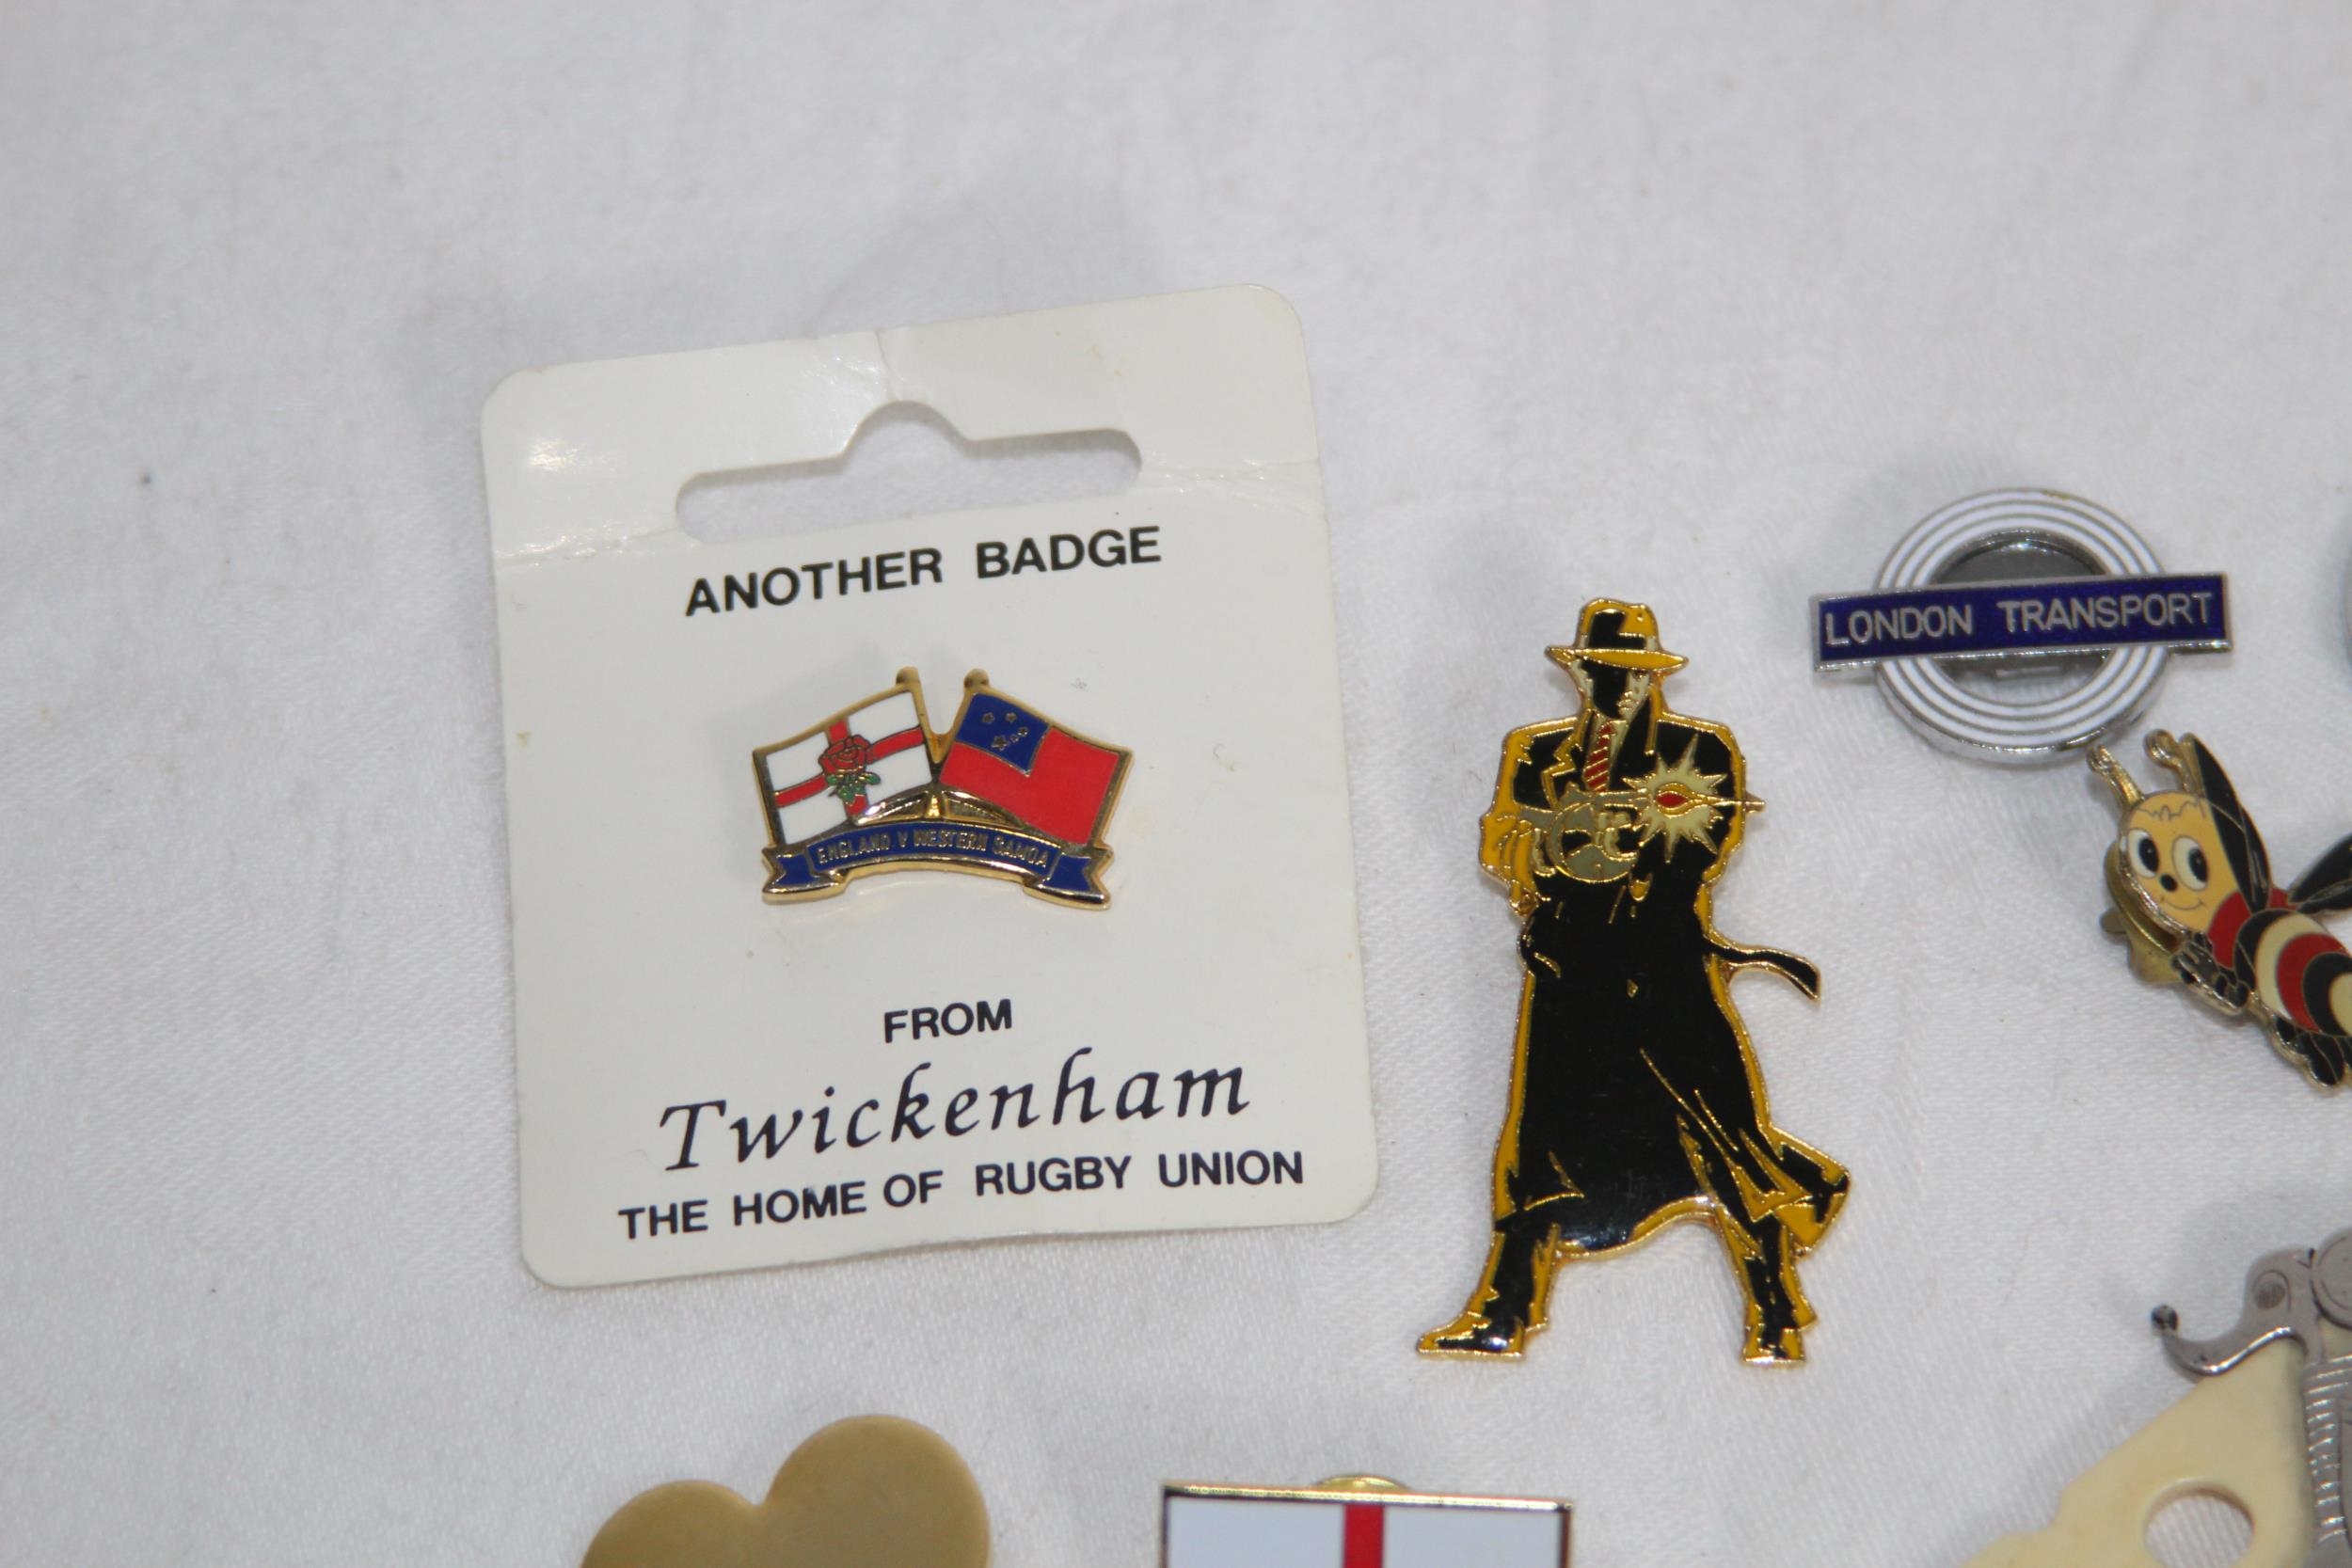 ANOTHER BADGE
ENGLAND V WESTERN SAMOA
FROM
Twickenham
THE HOME OF RUGBY UNION
LONDON TRANSPORT